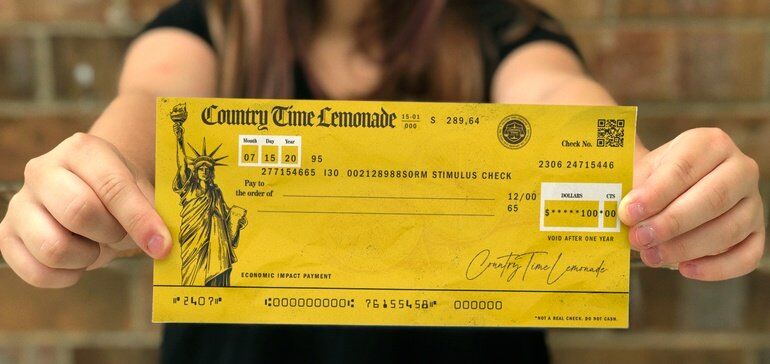 Country Time Lemonade 15-01 000 $ 289,64
Check No.
Month Day Year
07 15 20 95
2306 24715446
277154665 I30 002128988SORM STIMULUS CHECK
Pay to
the order of
12/00
65
DOLLARS CTS
$*****100*00
VOID AFTER ONE YEAR
ECONOMIC IMPACT PAYMENT
Country Time Lemonade
⑈2407⑈ ⑆000000000⑆ 76155458⑈ 000000
*NOT A REAL CHECK. DO NOT CASH.